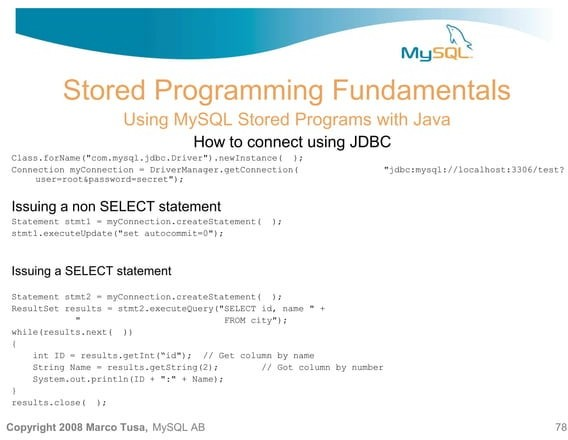 MySQL
Stored Programming Fundamentals
Using MySQL Stored Programs with Java
How to connect using JDBC
Class.forName("com.mysql.jdbc.Driver").newInstance(  );
Connection myConnection = DriverManager.getConnection(                "jdbc:mysql://localhost:3306/test?
user=root&password=secret");
Issuing a non SELECT statement
Statement stmt1 = myConnection.createStatement(  );
stmt1.executeUpdate("set autocommit=0");
Issuing a SELECT statement
Statement stmt2 = myConnection.createStatement(  );
ResultSet results = stmt2.executeQuery("SELECT id, name " +
"                           FROM city");
while(results.next(  ))
{
int ID = results.getInt(“id");  // Get column by name
String Name = results.getString(2);        // Got column by number
System.out.println(ID + ":" + Name);
}
results.close(  );
Copyright 2008 Marco Tusa, MySQL AB 78